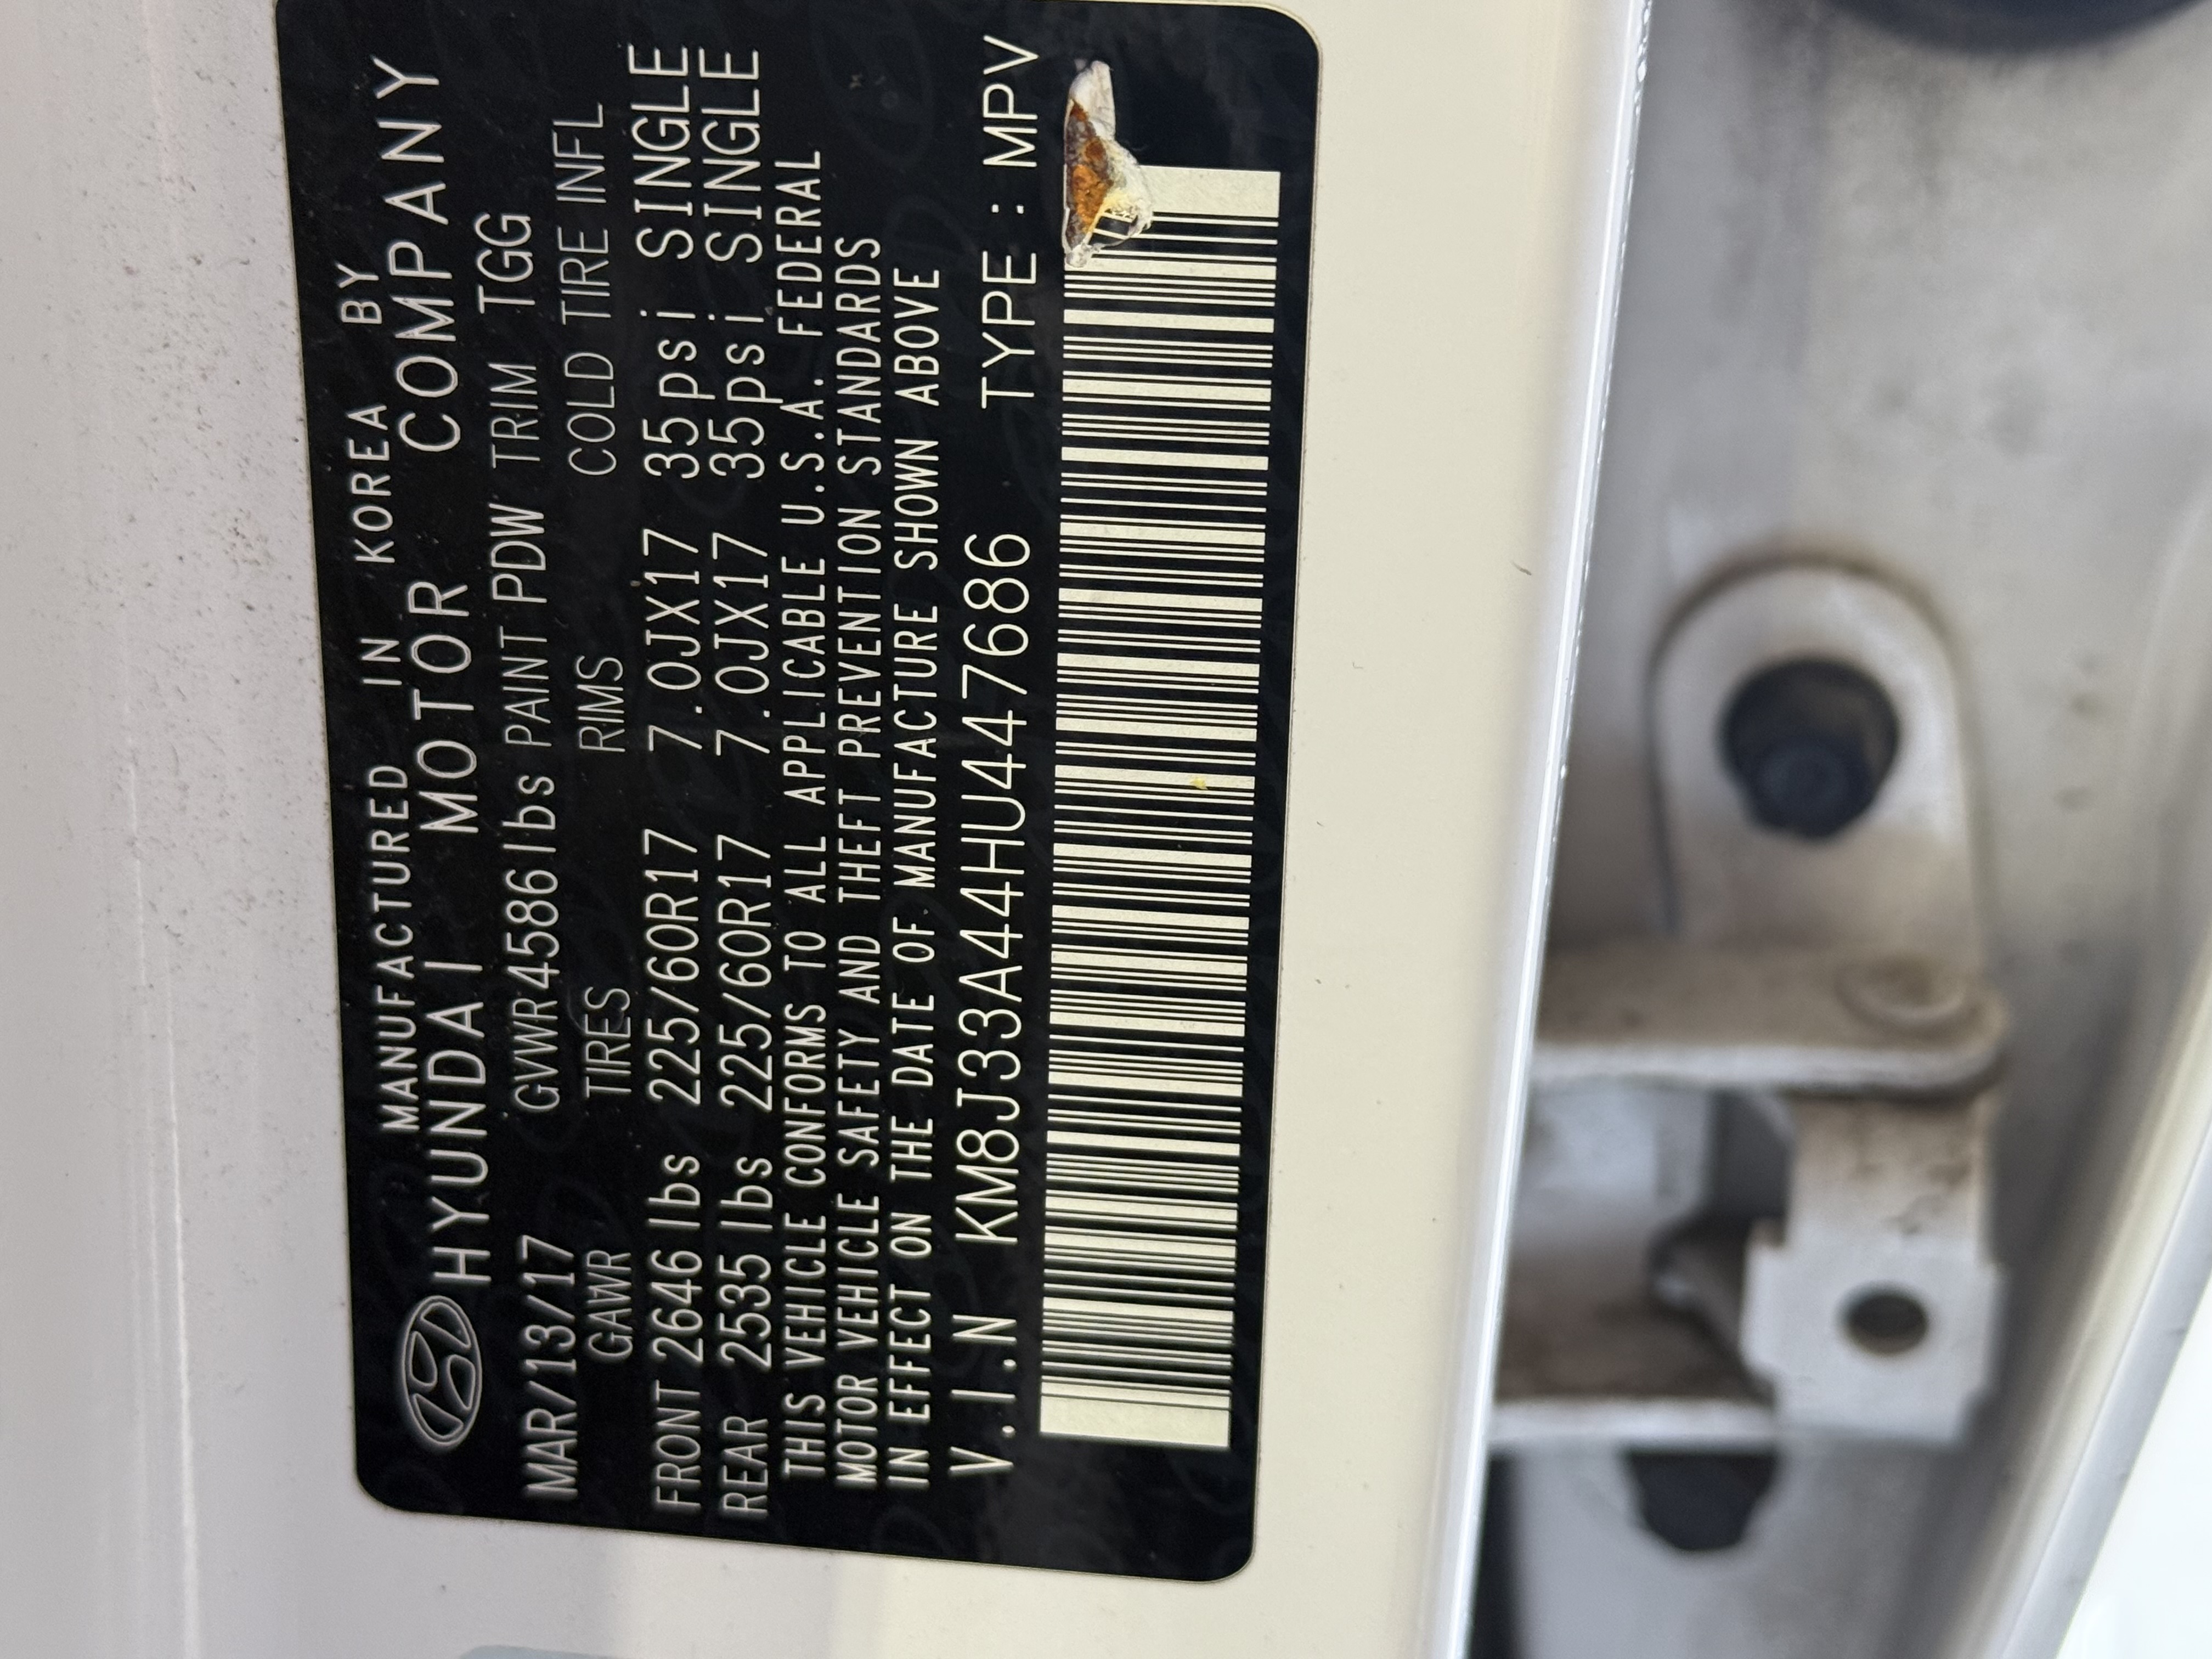 MANUFACTURED IN KOREA BY
HYUNDAI MOTOR COMPANY
MAR/13/17 GVWR4586lbs PAINT PDW TRIM TGG
GAWR TIRES RIMS COLD TIRE INFL
FRONT 2646 lbs 225/60R17 7.0JX17 35psi SINGLE
REAR 2535 lbs 225/60R17 7.0JX17 35psi SINGLE
THIS VEHICLE CONFORMS TO ALL APPLICABLE U.S.A. FEDERAL
MOTOR VEHICLE SAFETY AND THEFT PREVENTION STANDARDS
IN EFFECT ON THE DATE OF MANUFACTURE SHOWN ABOVE
V.I.N KM8J33A44HU447686 TYPE : MPV